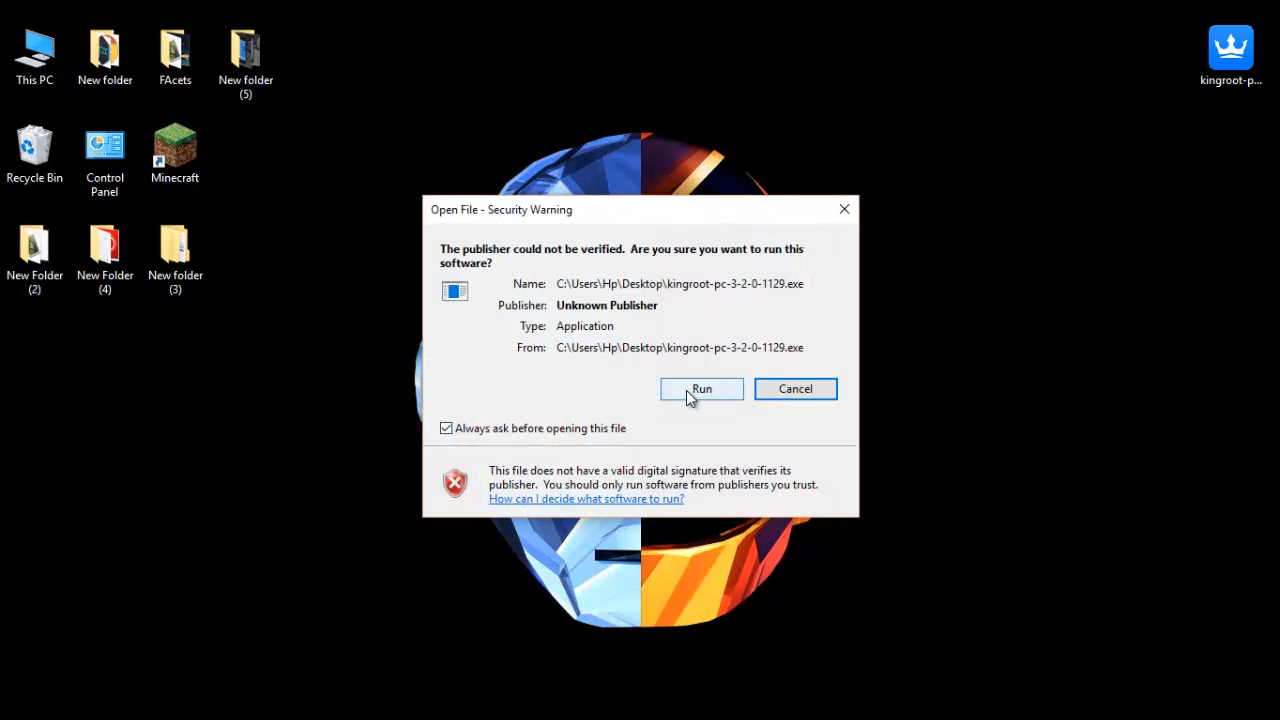 This PC
New folder
FAcets
New folder
(5)
kingroot-p...
Recycle Bin
Control
Panel
Minecraft
New Folder
(2)
New Folder
(4)
New folder
(3)
Open File - Security Warning
The publisher could not be verified. Are you sure you want to run this
software?
Name: C:\Users\Hp\Desktop\kingroot-pc-3-2-0-1129.exe
Publisher: Unknown Publisher
Type: Application
From: C:\Users\Hp\Desktop\kingroot-pc-3-2-0-1129.exe
Run Cancel
Always ask before opening this file
This file does not have a valid digital signature that verifies its
publisher. You should only run software from publishers you trust.
How can I decide what software to run?